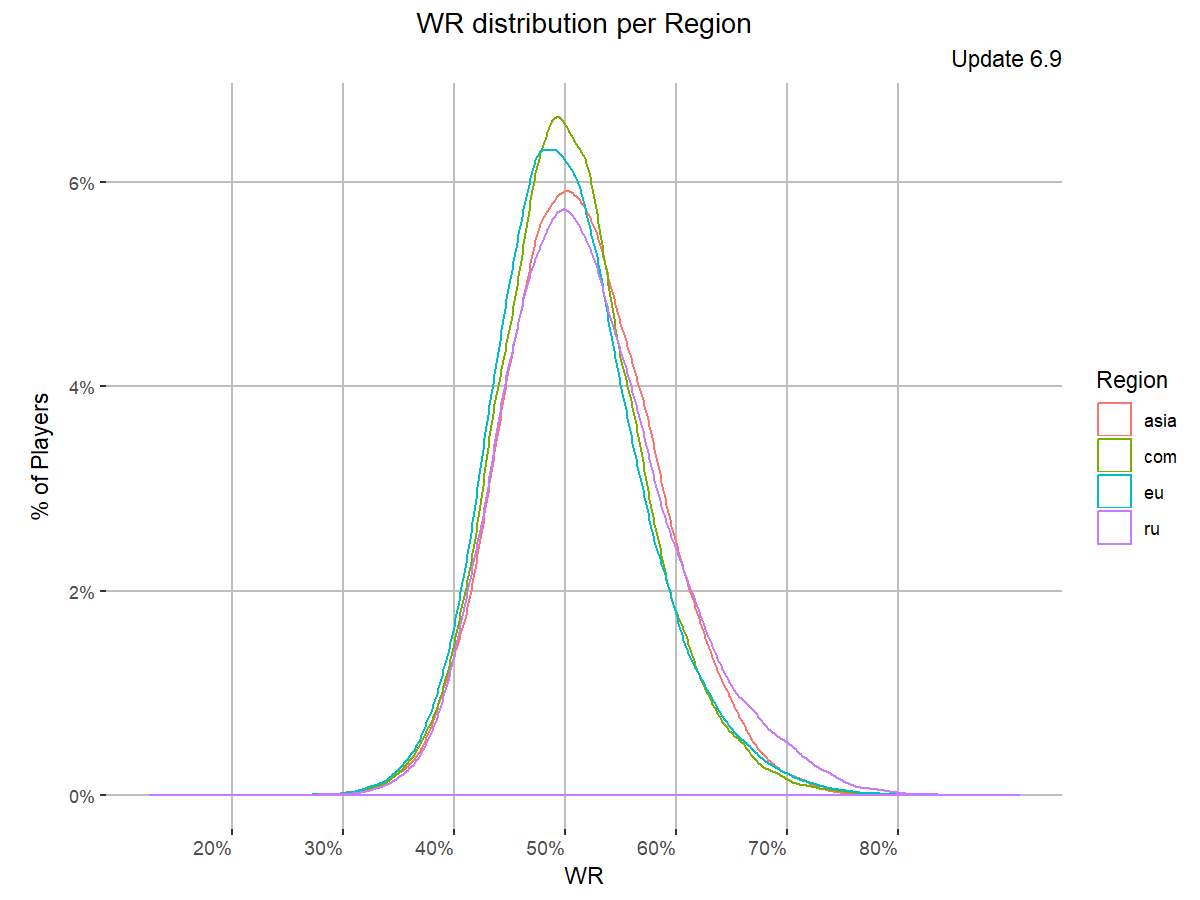 WR distribution per Region
Update 6.9
% of Players
6%
4%
2%
0%
20% 30% 40% 50% 60% 70% 80%
WR
Region
asia
com
eu
ru